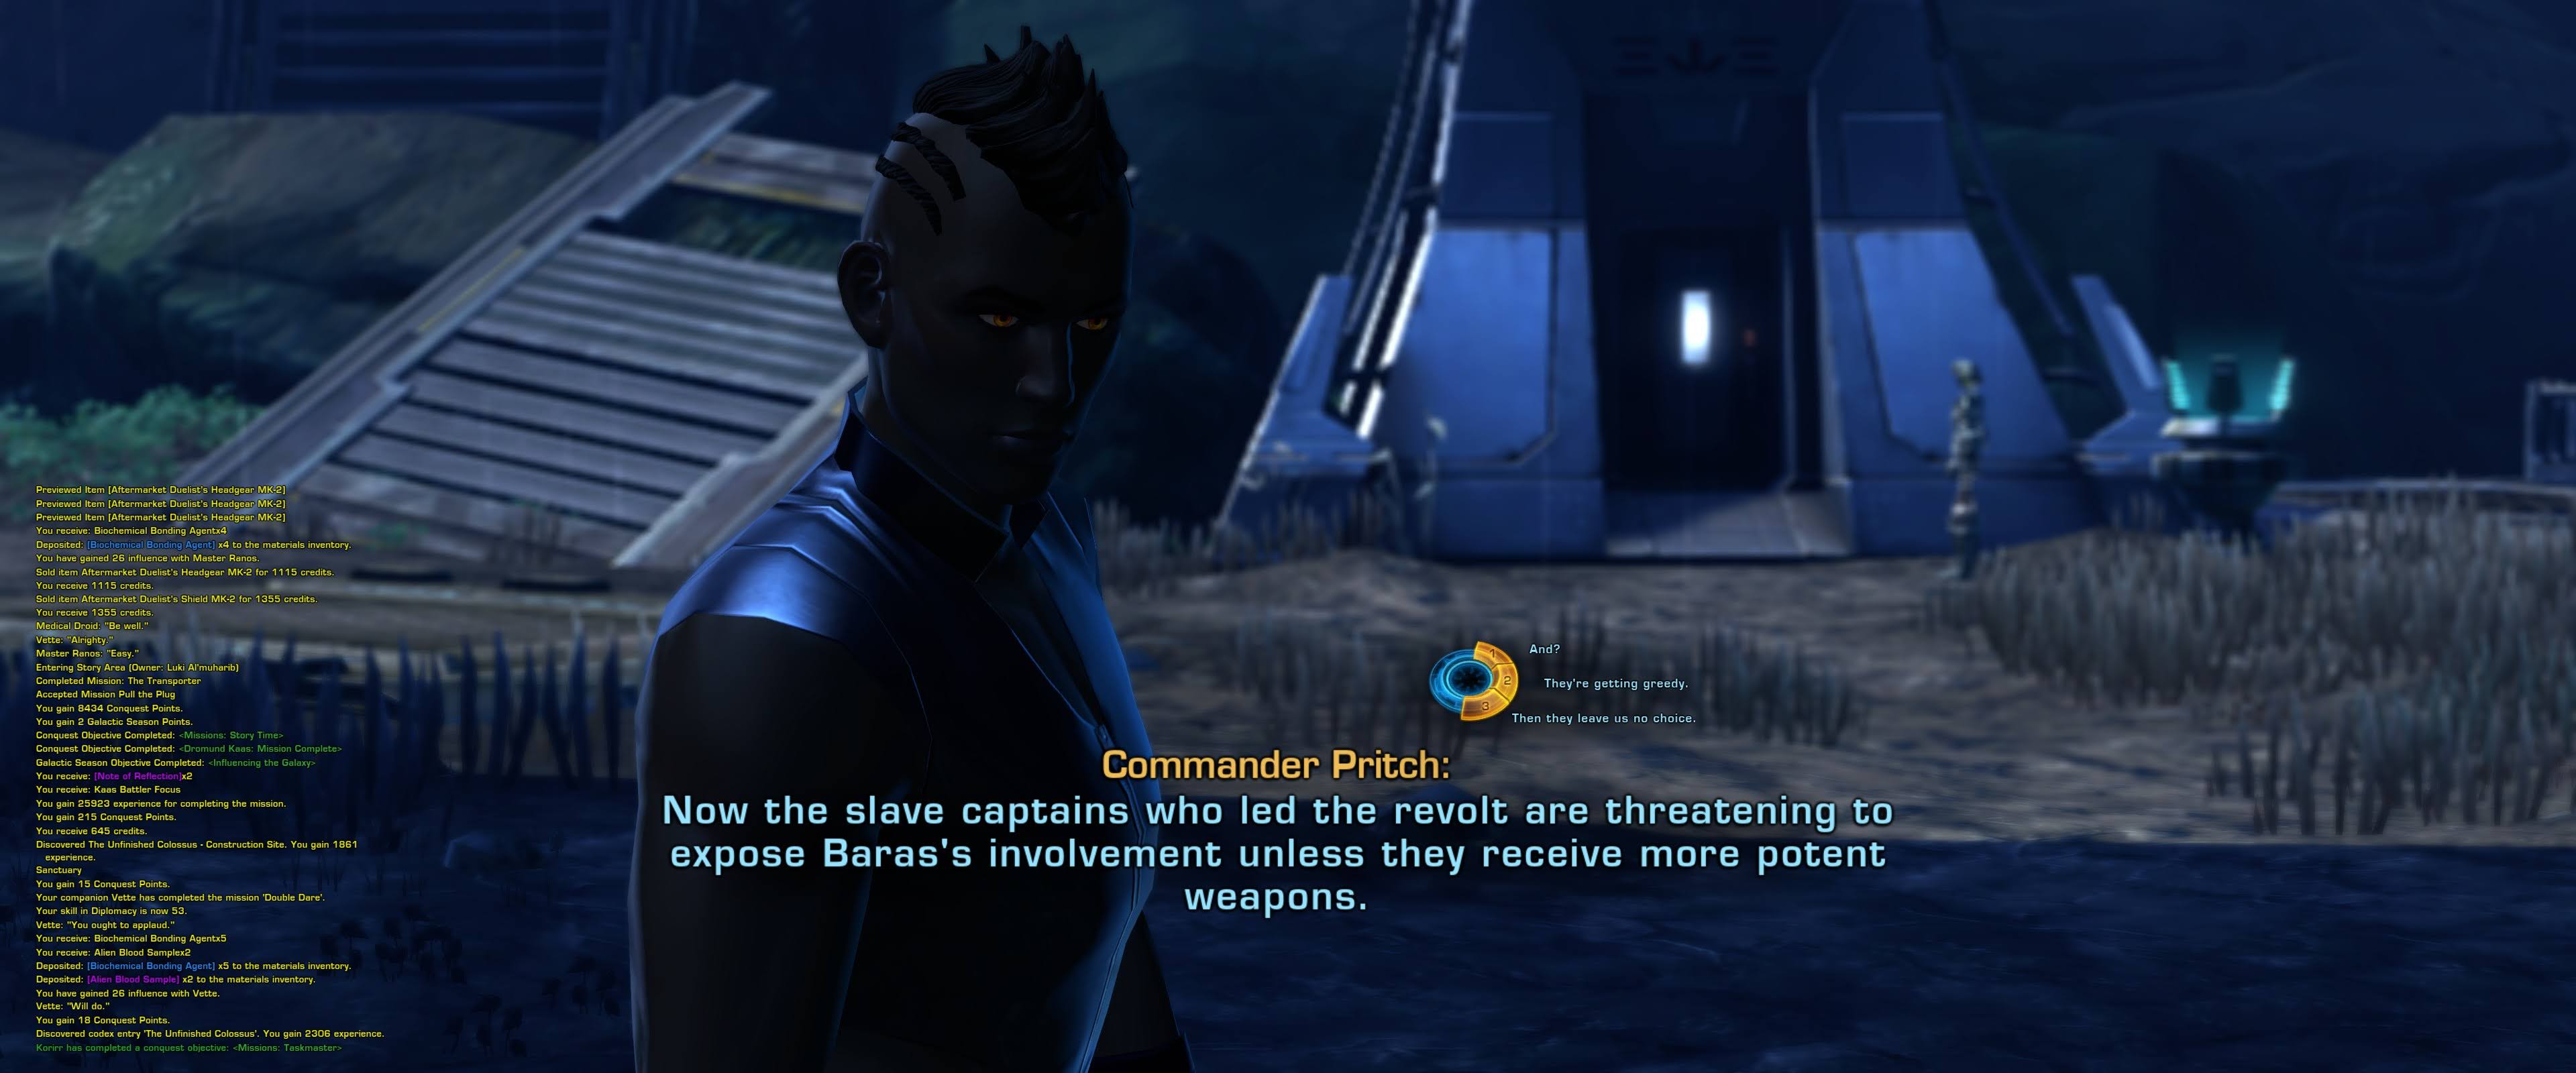 Previewed Item [Aftermarket Duelist's Headgear MK-2]
Previewed Item [Aftermarket Duelist's Headgear MK-2]
Previewed Item [Aftermarket Duelist's Headgear MK-2]
You receive: Biochemical Bonding Agentx4
Deposited: [Biochemical Bonding Agent] x4 to the materials inventory.
You have gained 26 influence with Master Ranos.
Sold item Aftermarket Duelist's Headgear MK-2 for 1115 credits.
You receive 1115 credits.
Sold item Aftermarket Duelist's Shield MK-2 for 1355 credits.
You receive 1355 credits.
Medical Droid: "Be well."
Vette: "Alrighty."
Master Ranos: "Easy."
Entering Story Area (Owner: Luki Al'muharib)
Completed Mission: The Transporter
Accepted Mission Pull the Plug
You gain 8434 Conquest Points.
You gain 2 Galactic Season Points.
Conquest Objective Completed: <Missions: Story Time>
Conquest Objective Completed: <Dromund Kaas: Mission Complete>
Galactic Season Objective Completed: <Influencing the Galaxy>
You receive: [Note of Reflection]x2
You receive: Kaas Battler Focus
You gain 25923 experience for completing the mission.
You gain 215 Conquest Points.
You receive 645 credits.
Discovered The Unfinished Colossus - Construction Site. You gain 1861
experience.
Sanctuary
You gain 15 Conquest Points.
Your companion Vette has completed the mission 'Double Dare'.
Your skill in Diplomacy is now 53.
Vette: "You ought to applaud."
You receive: Biochemical Bonding Agentx5
You receive: Alien Blood Samplex2
Deposited: [Biochemical Bonding Agent] x5 to the materials inventory.
Deposited: [Alien Blood Sample] x2 to the materials inventory.
You have gained 26 influence with Vette.
Vette: "Will do."
You gain 18 Conquest Points.
Discovered codex entry 'The Unfinished Colossus'. You gain 2306 experience.
Korirr has completed a conquest objective: <Missions: Taskmaster>
1 And?
2 They're getting greedy.
3 Then they leave us no choice.
Commander Pritch:
Now the slave captains who led the revolt are threatening to
expose Baras's involvement unless they receive more potent
weapons.